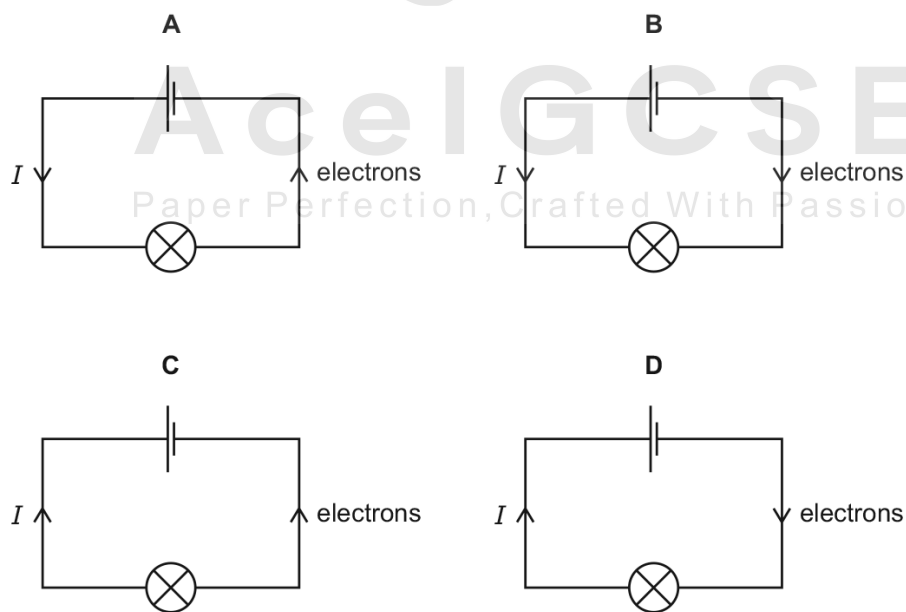 A B
AceIGCSE
I electrons I electrons
Paper Perfection,Crafted With Passio
C D
I electrons I electrons